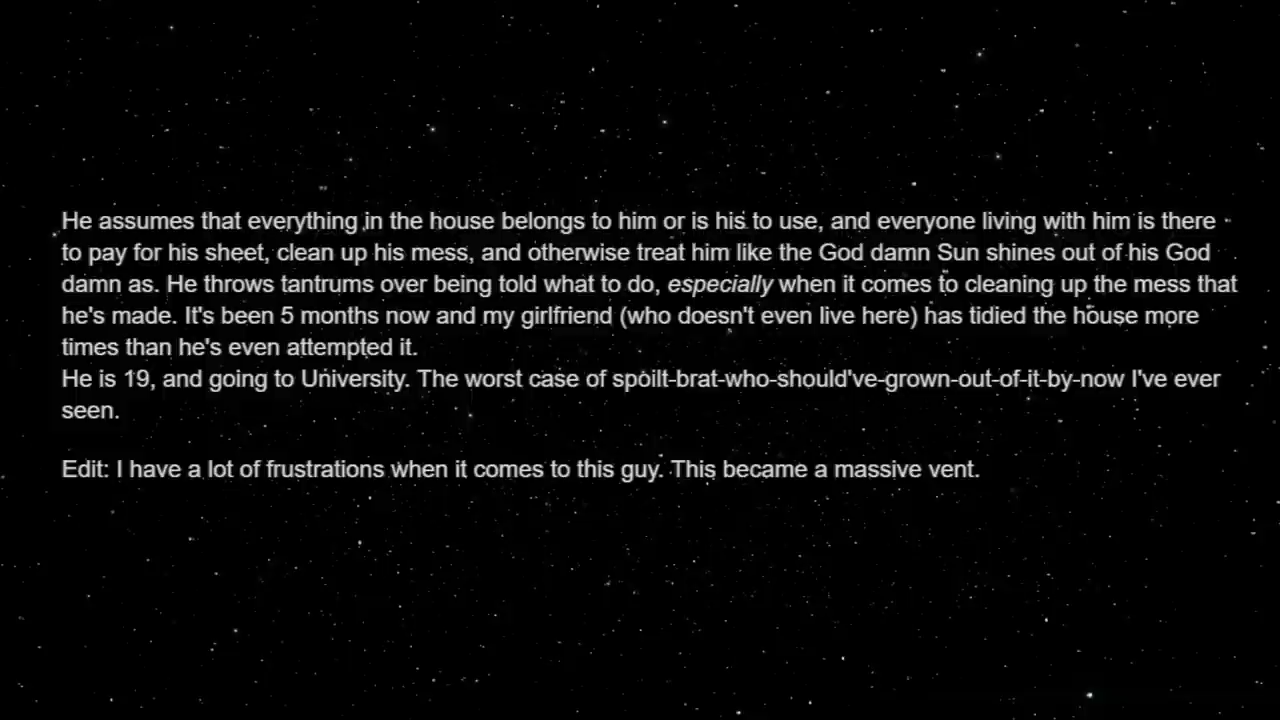 He assumes that everything in the house belongs to him or is his to use, and everyone living with him is there
to pay for his sheet, clean up his mess, and otherwise treat him like the God damn Sun shines out of his God
damn as. He throws tantrums over being told what to do, especially when it comes to cleaning up the mess that
he's made. It's been 5 months now and my girlfriend (who doesn't even live here) has tidied the house more
times than he's even attempted it.
He is 19, and going to University. The worst case of spoilt-brat-who-should've-grown-out-of-it-by-now I've ever
seen.
Edit: I have a lot of frustrations when it comes to this guy. This became a massive vent.